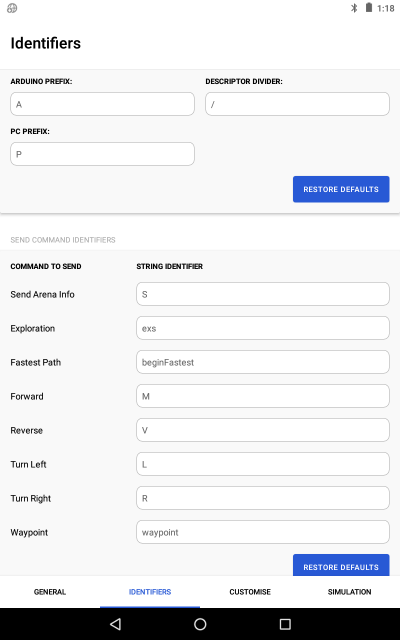 1:18
Identifiers
ARDUINO PREFIX: DESCRIPTOR DIVIDER:
A /
PC PREFIX:
P
RESTORE DEFAULTS
SEND COMMAND IDENTIFIERS
COMMAND TO SEND STRING IDENTIFIER
Send Arena Info S
Exploration exs
Fastest Path beginFastest
Forward M
Reverse V
Turn Left L
Turn Right R
Waypoint waypoint
RESTORE DEFAULTS
GENERAL IDENTIFIERS CUSTOMISE SIMULATION